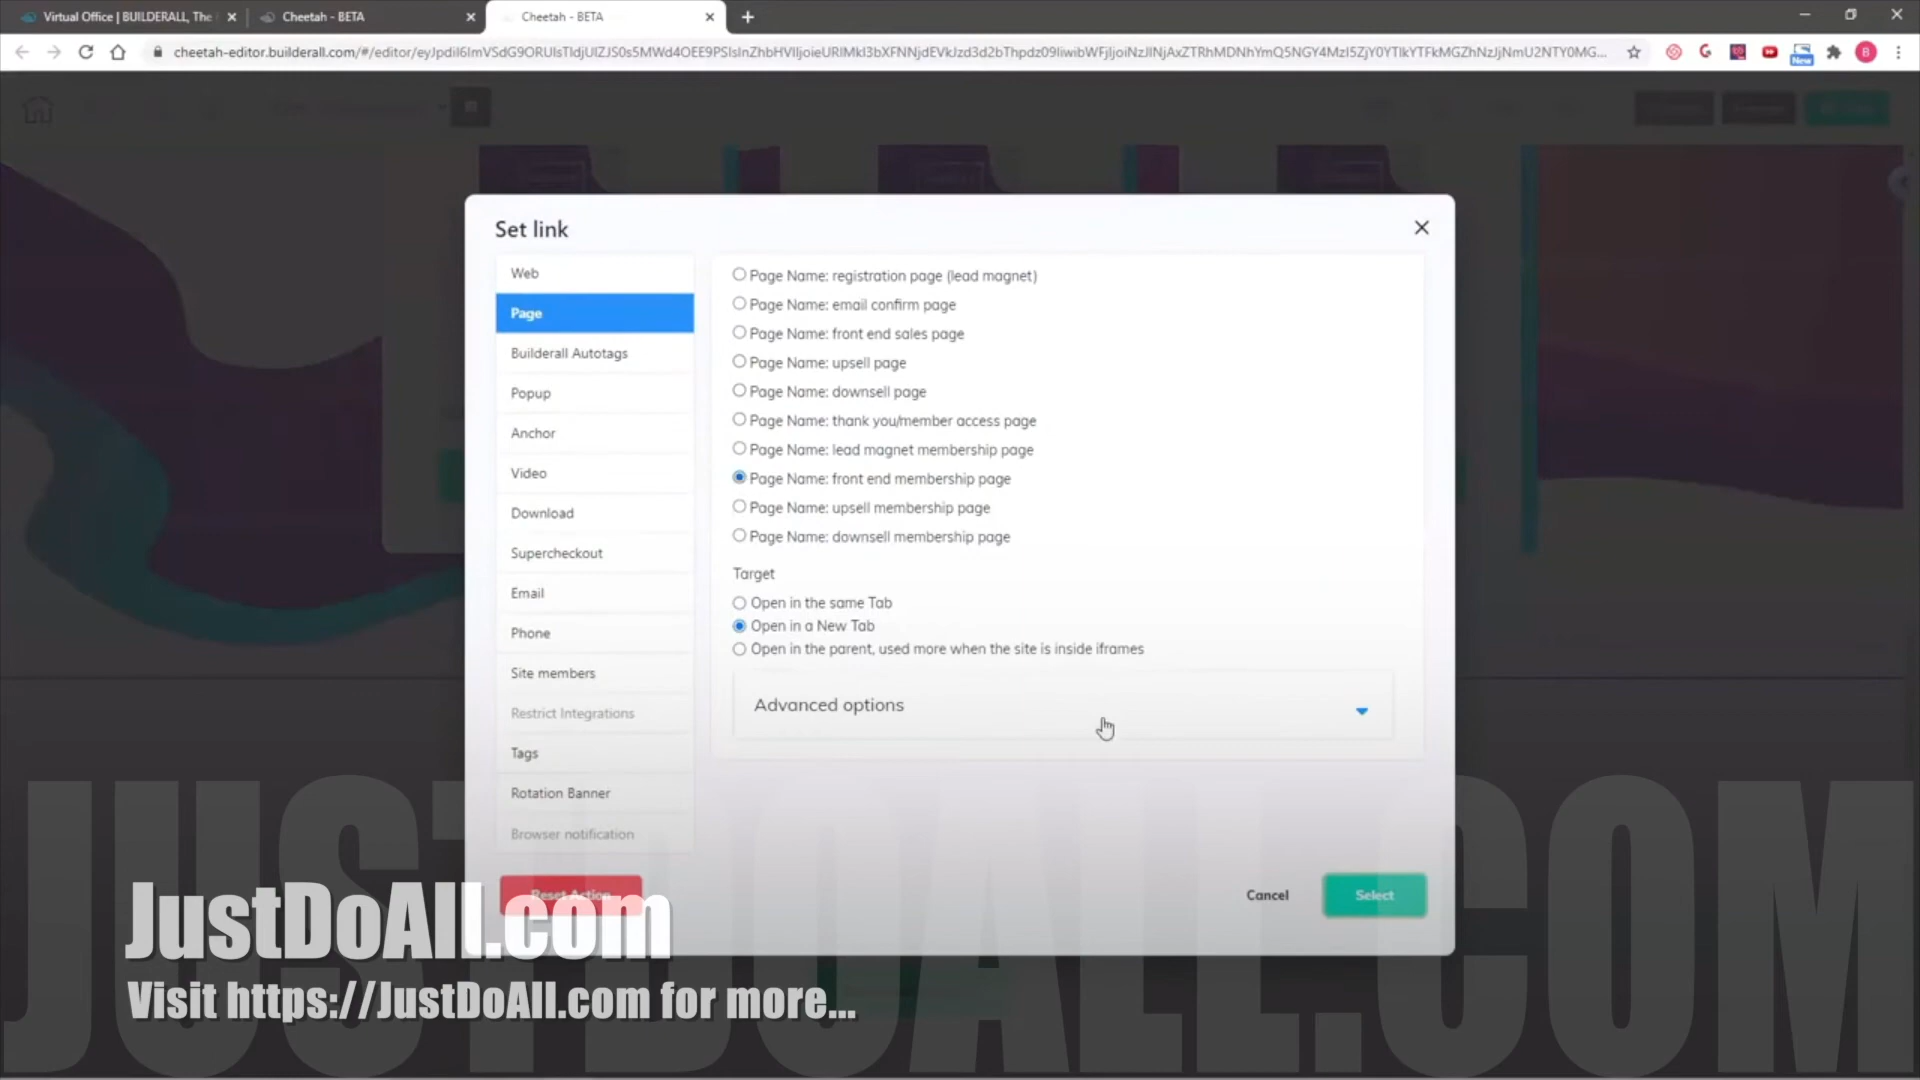 Virtual Office | BUILDERALL, The
Cheetah - BETA
Cheetah - BETA
New
B
Set link
Web
Page
Builderall Autotags
Popup
Anchor
Video
Download
Supercheckout
Email
Phone
Site members
Restrict Integrations
Tags
Rotation Banner
Browser notification
Page Name: registration page (lead magnet)
Page Name: email confirm page
Page Name: front end sales page
Page Name: upsell page
Page Name: downsell page
Page Name: thank you/member access page
Page Name: lead magnet membership page
Page Name: front end membership page
Page Name: upsell membership page
Page Name: downsell membership page
Target
Open in the same Tab
Open in a New Tab
Open in the parent, used more when the site is inside iframes
Advanced options
Reset Action
Cancel
Select
JustDoAll.com
Visit https://JustDoAll.com for more...
JUSTDOALL.COM